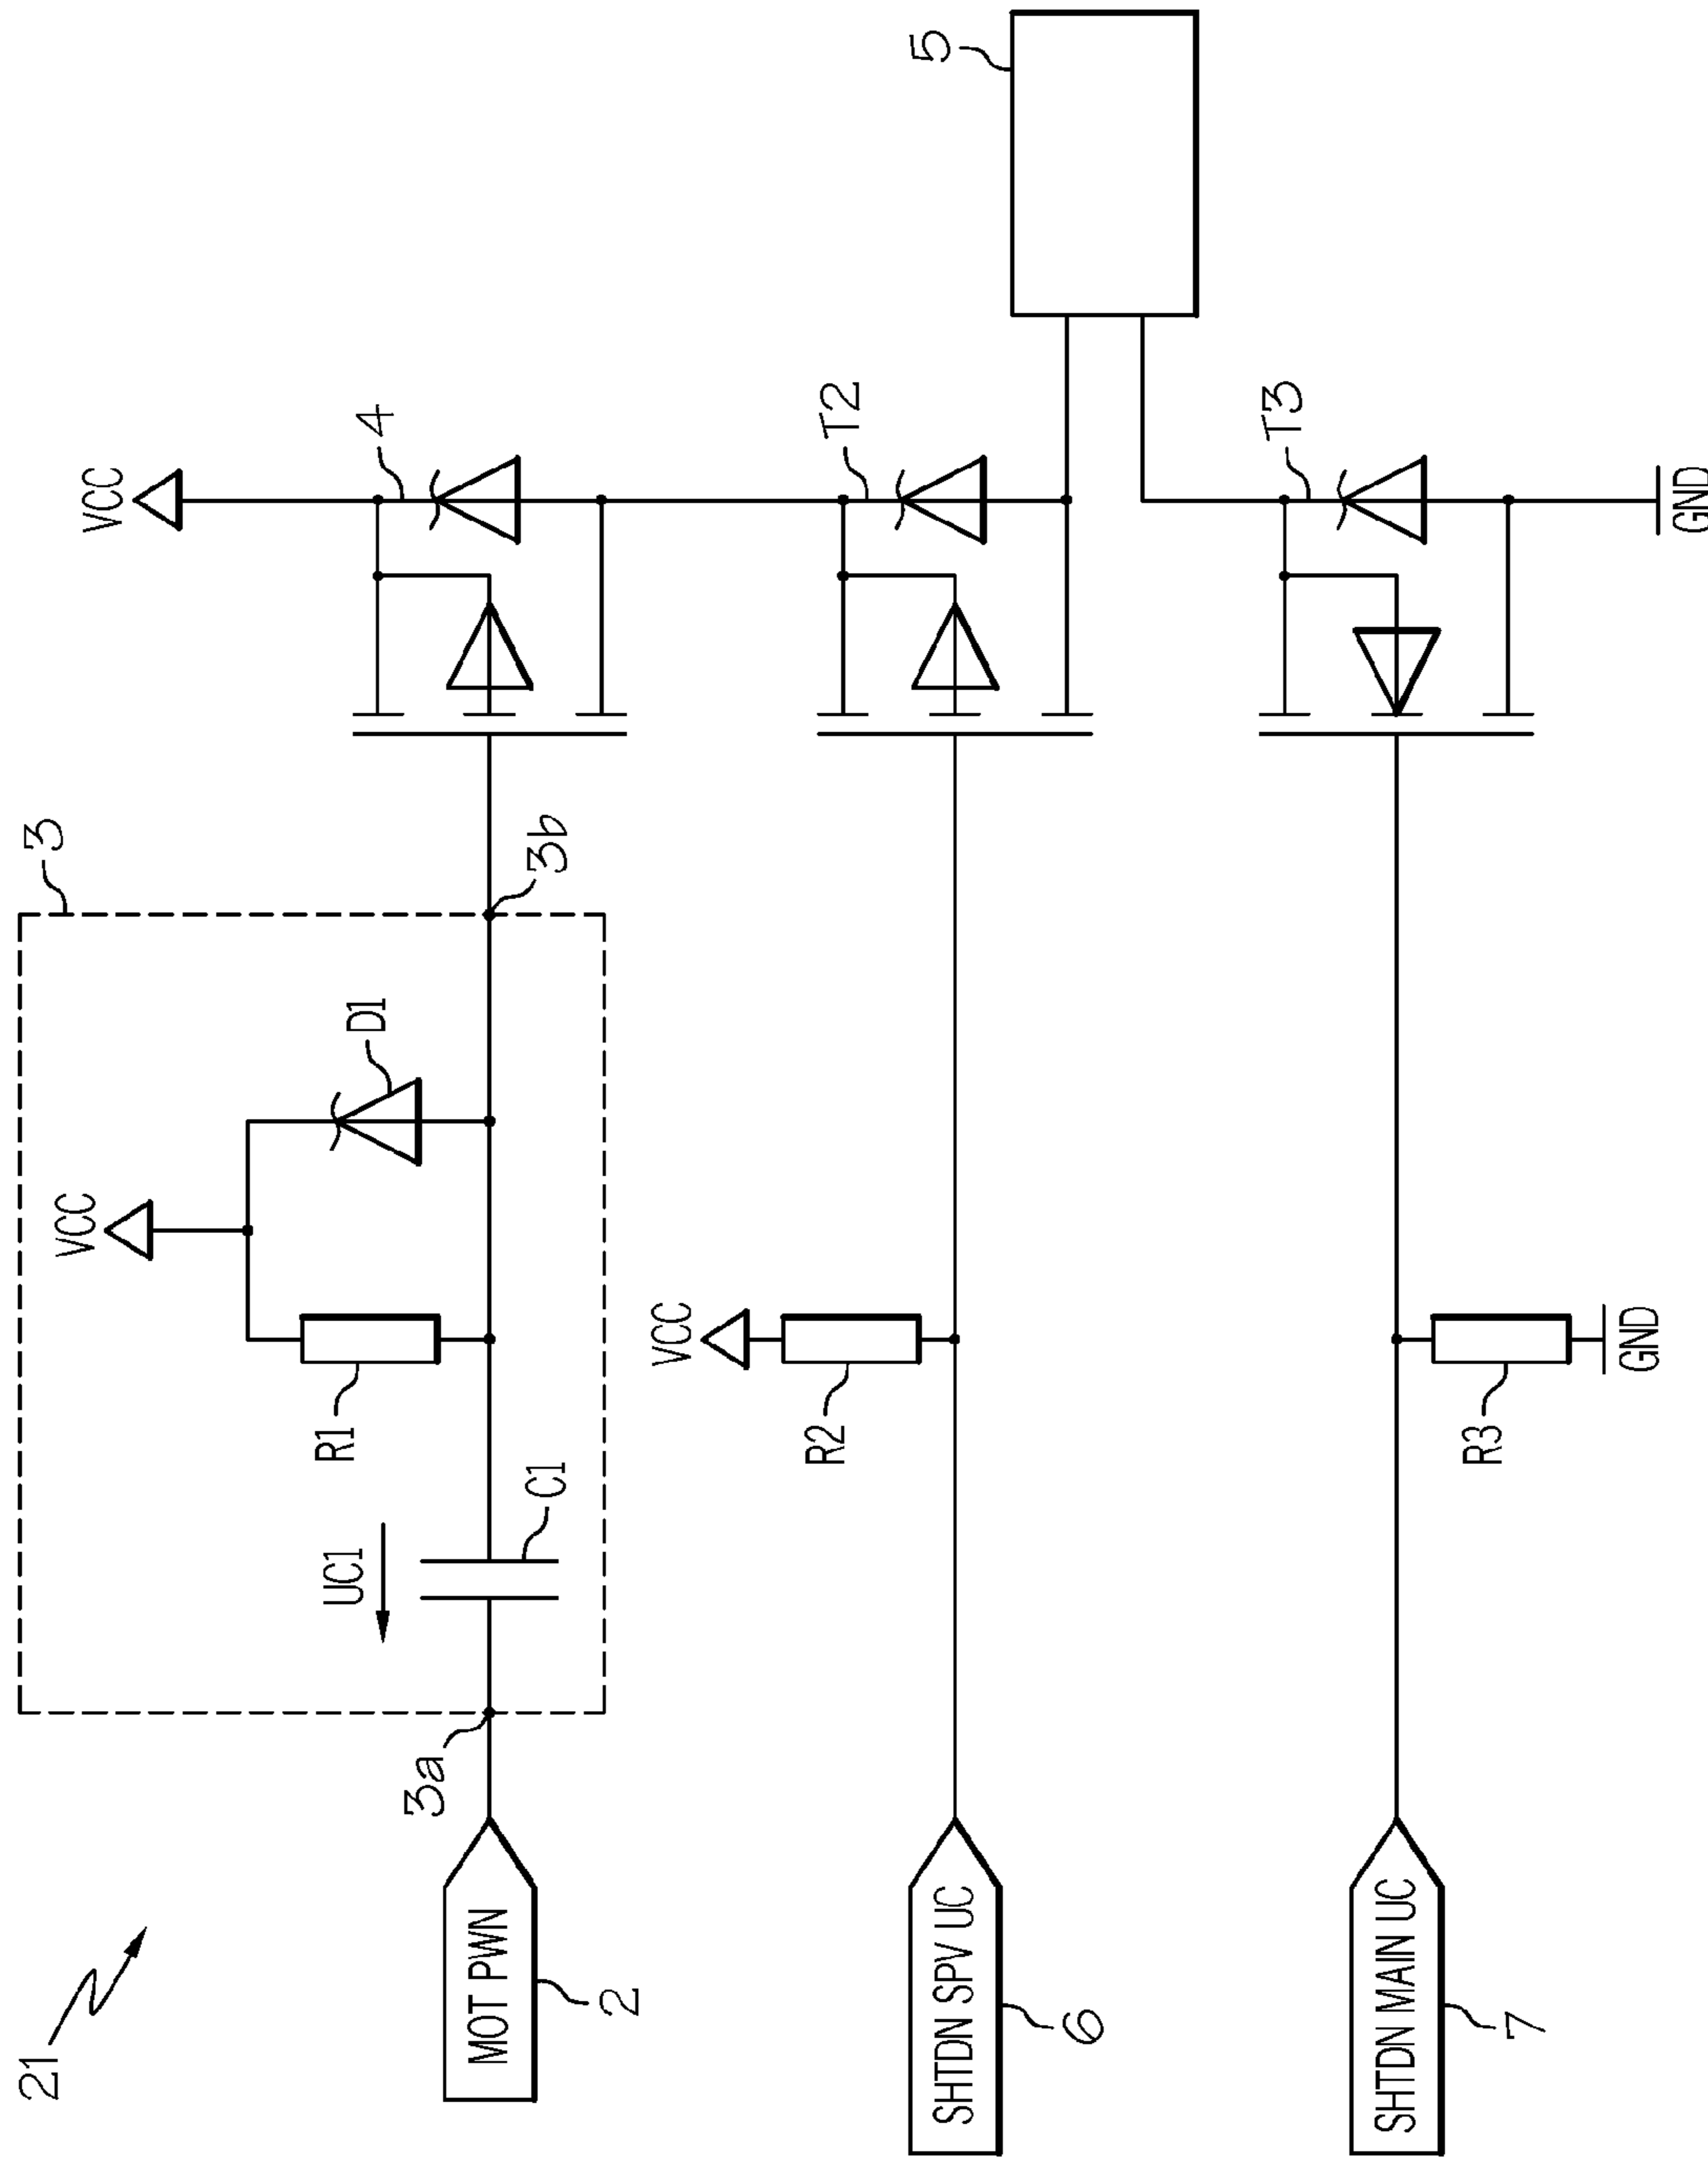 21
3
VCC
VCC
4
UC1
R1
D1
3a
C1
3b
MOT PWN
2
VCC
R2
T2
5
SHTDN SPV UC
6
T3
SHTDN MAIN UC
7
R3
GND
GND